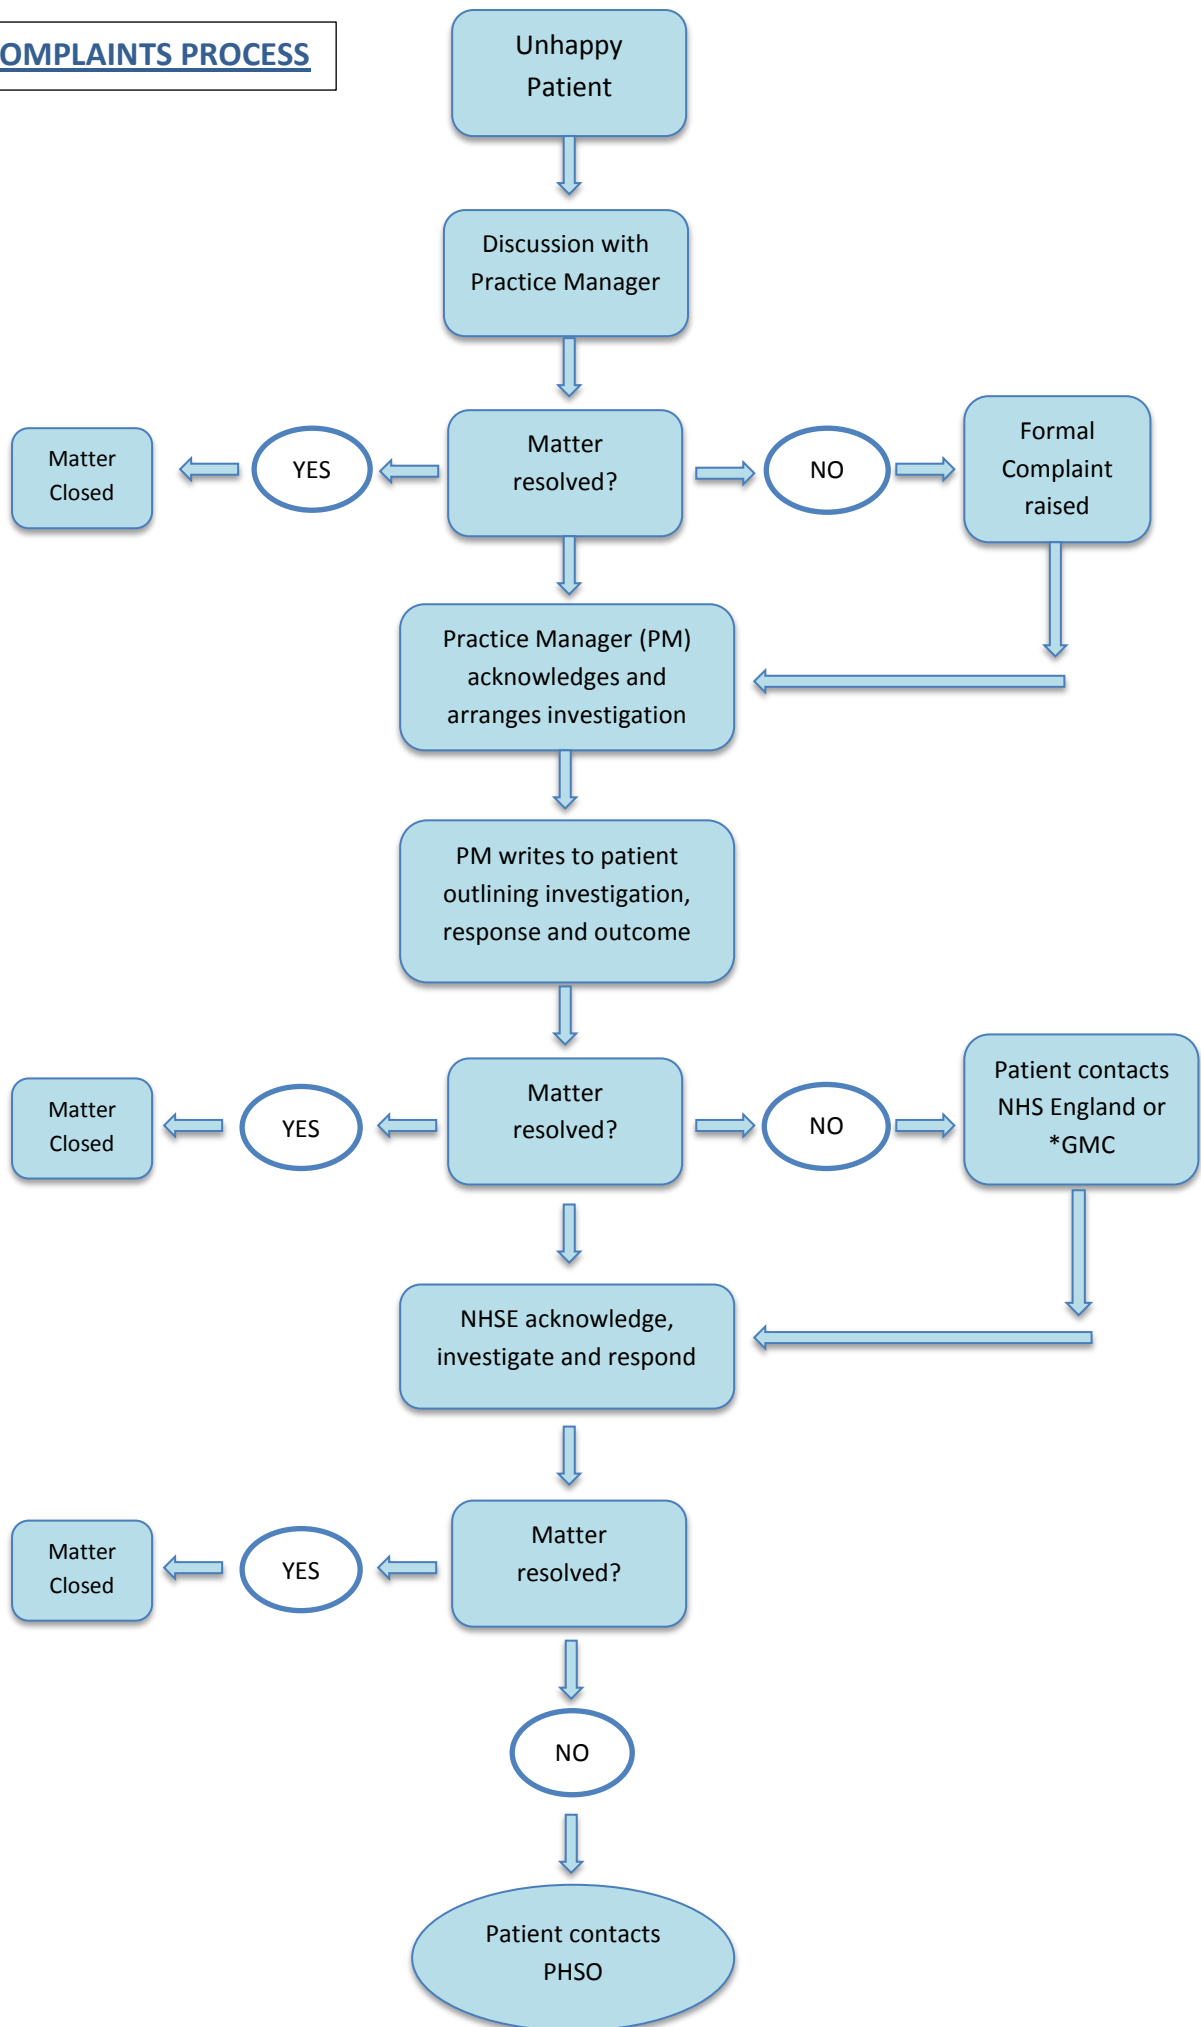 OMPLAINTS PROCESS
Unhappy
Patient
Discussion with
Practice Manager
Matter
Closed
YES
Matter
resolved?
NO
Formal
Complaint
raised
Practice Manager (PM)
acknowledges and
arranges investigation
PM writes to patient
outlining investigation,
response and outcome
Matter
Closed
YES
Matter
resolved?
NO
Patient contacts
NHS England or
*GMC
NHSE acknowledge,
investigate and respond
Matter
Closed
YES
Matter
resolved?
NO
Patient contacts
PHSO